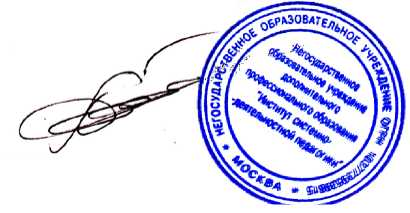 НЕГОСУДАРСТВЕННОЕ ОБРАЗОВАТЕЛЬНОЕ УЧРЕЖДЕНИЕ
* МОСКВА *
"Негосударственное
образовательное учреждение
дополнительного
профессионального образования
"Институт системно-
-деятельностной педагогики"